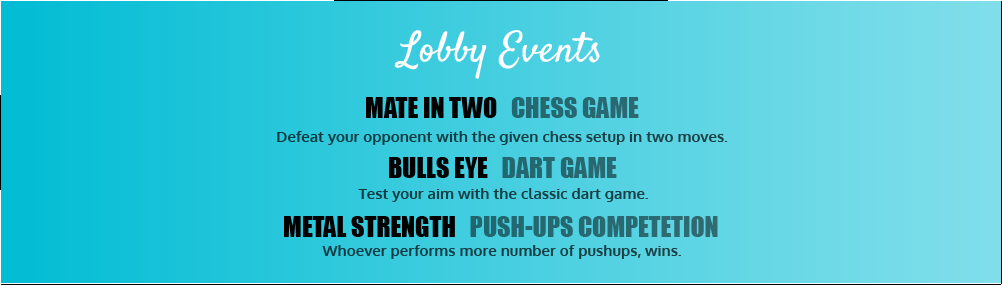 Lobby Events
MATE IN TWO CHESS GAME
Defeat your opponent with the given chess setup in two moves.
BULLS EYE DART GAME
Test your aim with the classic dart game.
METAL STRENGTH PUSH-UPS COMPETETION
Whoever performs more number of pushups, wins.